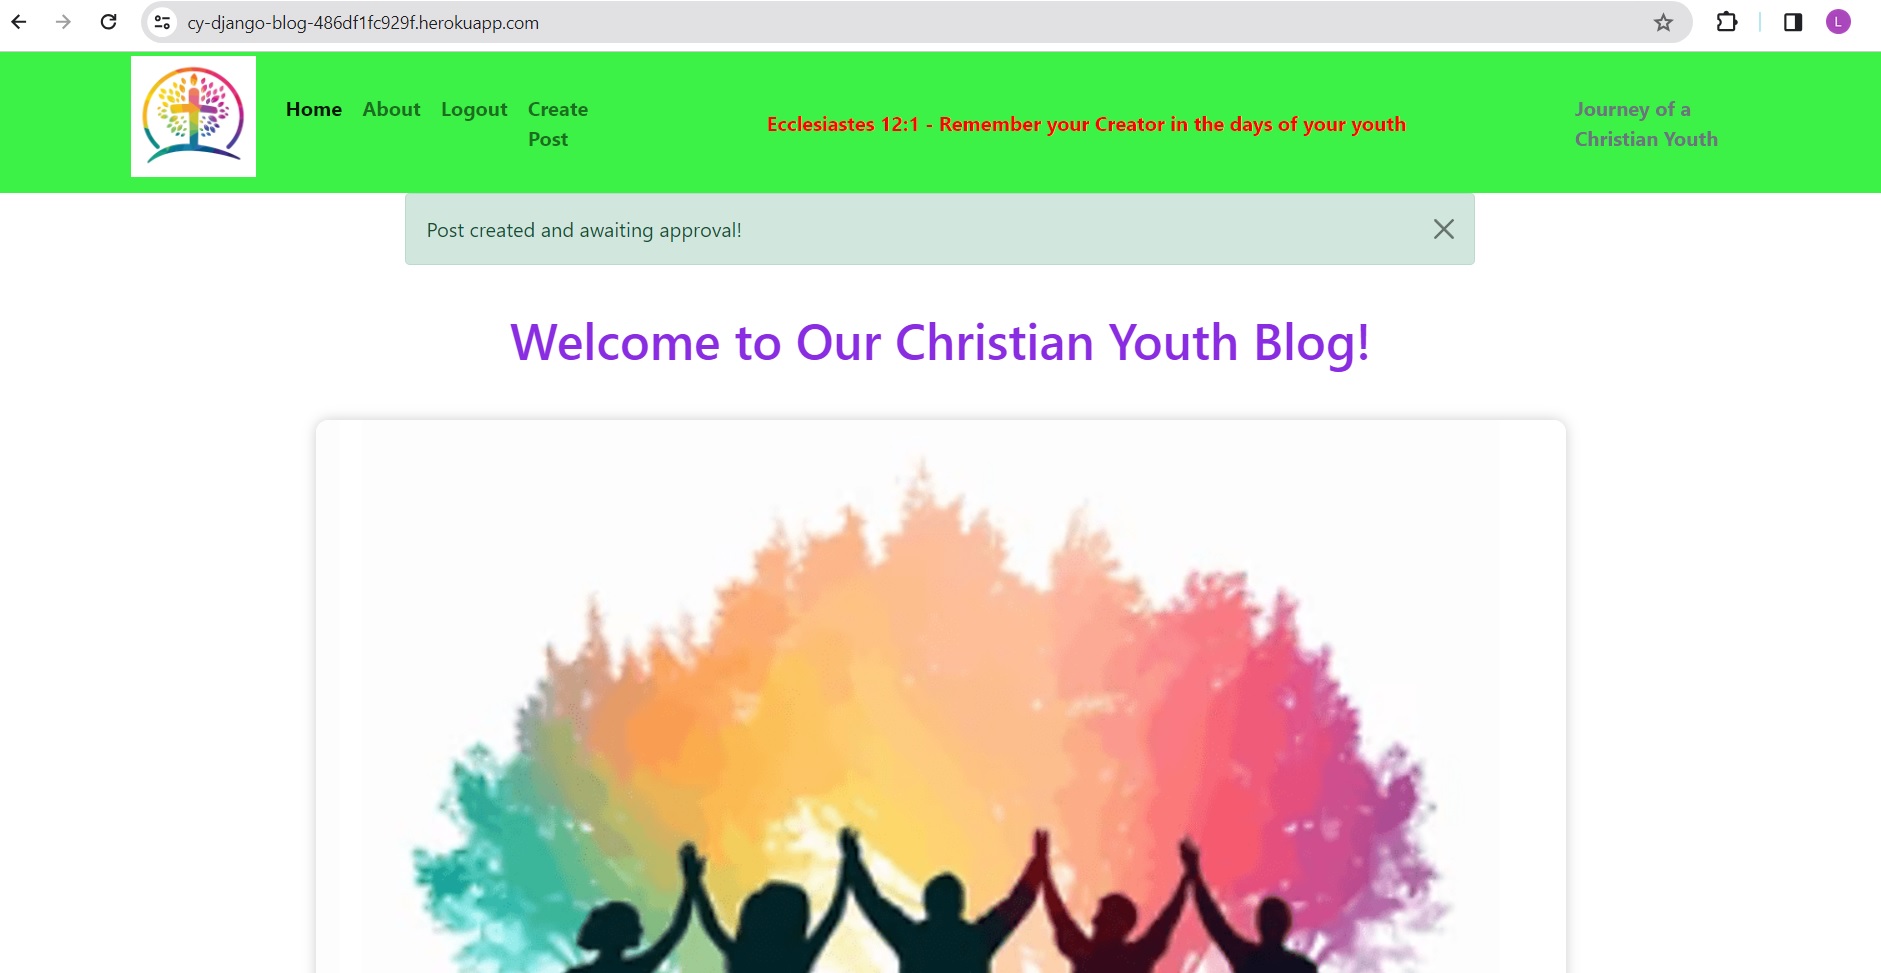 cy-django-blog-486df1fc929f.herokuapp.com
L
Home About Logout Create
Post
Ecclesiastes 12:1 - Remember your Creator in the days of your youth
Journey of a
Christian Youth
Post created and awaiting approval!
Welcome to Our Christian Youth Blog!